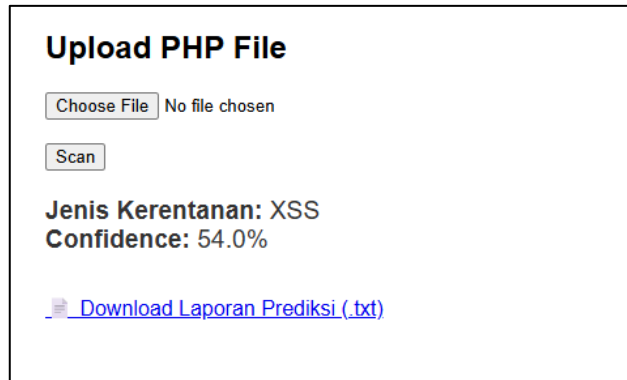 Upload PHP File
Choose File No file chosen
Scan
Jenis Kerentanan: XSS
Confidence: 54.0%
Download Laporan Prediksi (.txt)